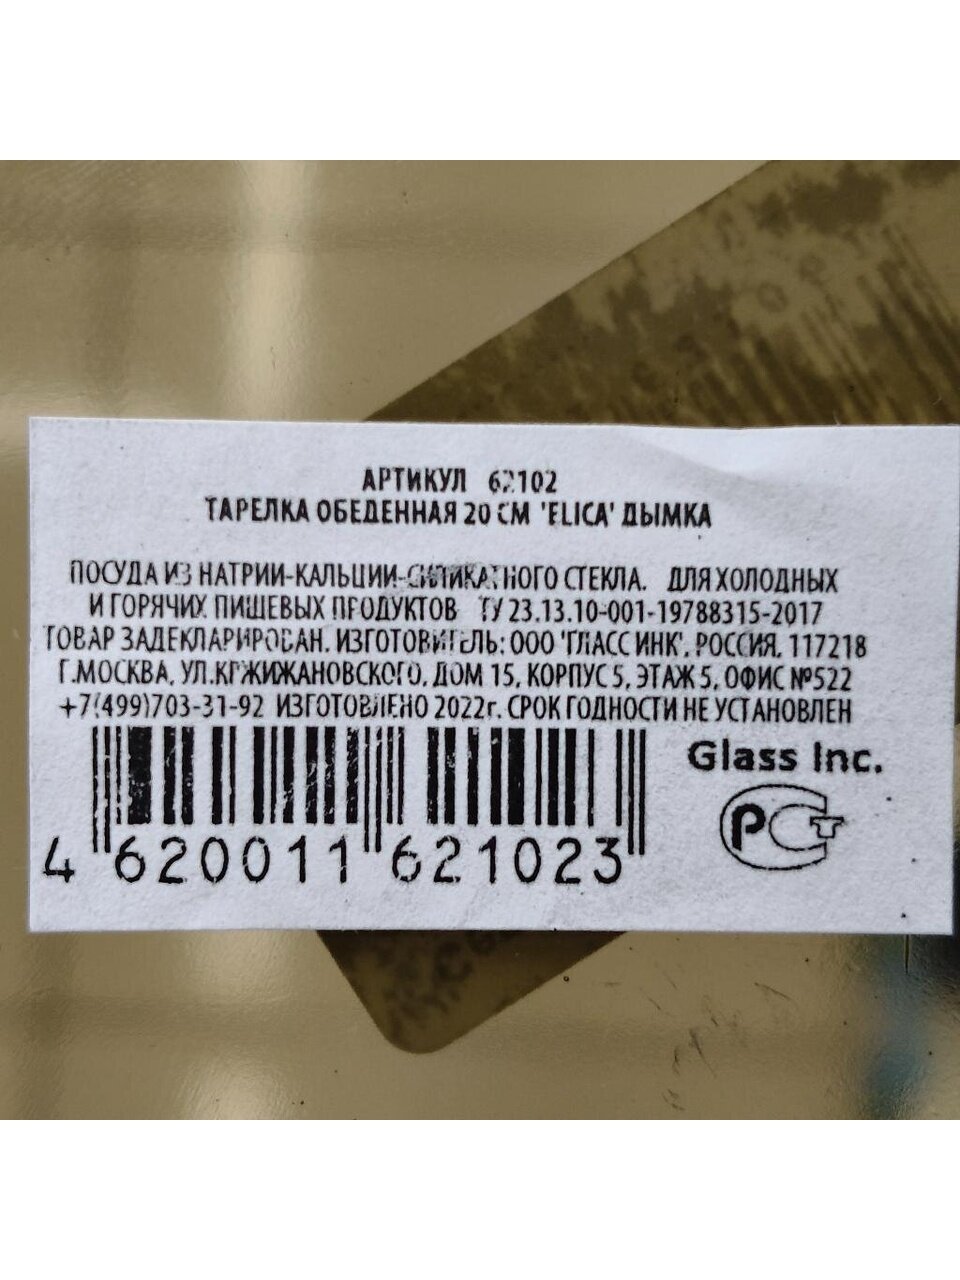 АРТИКУЛ 62102
ТАРЕЛКА ОБЕДЕННАЯ 20 СМ 'ELICA' ДЫМКА
ПОСУДА ИЗ НАТРИИ-КАЛЬЦИИ-СИЛИКАТНОГО СТЕКЛА. ДЛЯ ХОЛОДНЫХ
И ГОРЯЧИХ ПИЩЕВЫХ ПРОДУКТОВ ТУ 23.13.10-001-19788315-2017
ТОВАР ЗАДЕКЛАРИРОВАН. ИЗГОТОВИТЕЛЬ: ООО 'ГЛАСС ИНК', РОССИЯ, 117218
Г.МОСКВА, УЛ.КРЖИЖАНОВСКОГО, ДОМ 15, КОРПУС 5, ЭТАЖ 5, ОФИС №522
+7(499)703-31-92 ИЗГОТОВЛЕНО 2022г. СРОК ГОДНОСТИ НЕ УСТАНОВЛЕН
Glass Inc.
РСТ
4 620011 621023